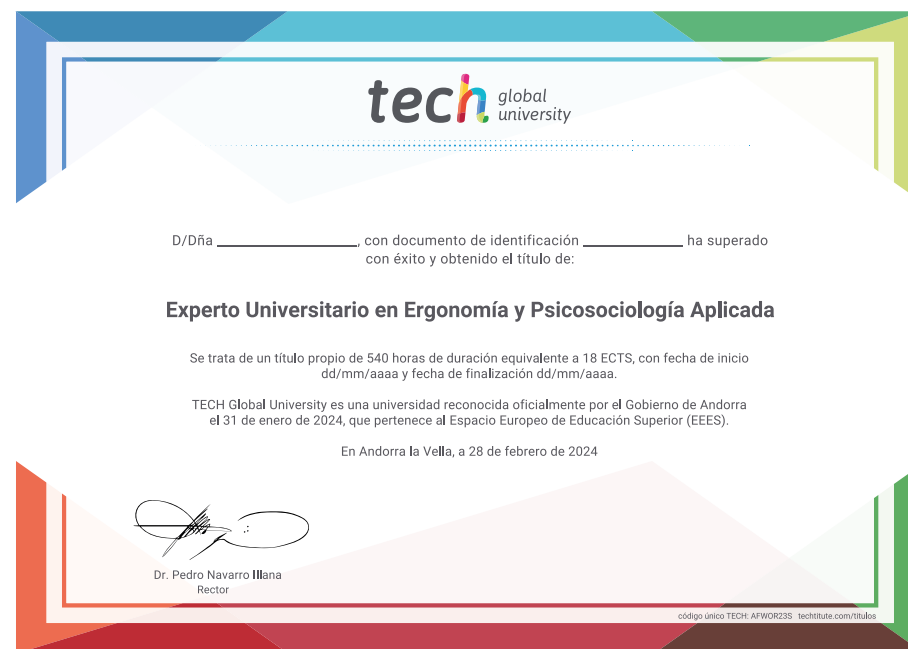 tech global university
D/Dña ____________________, con documento de identificación ______________ ha superado
con éxito y obtenido el título de:
Experto Universitario en Ergonomía y Psicosociología Aplicada
Se trata de un título propio de 540 horas de duración equivalente a 18 ECTS, con fecha de inicio
dd/mm/aaaa y fecha de finalización dd/mm/aaaa.
TECH Global University es una universidad reconocida oficialmente por el Gobierno de Andorra
el 31 de enero de 2024, que pertenece al Espacio Europeo de Educación Superior (EEES).
En Andorra la Vella, a 28 de febrero de 2024
Dr. Pedro Navarro Illana
Rector
código único TECH: AFWOR23S techtitute.com/titulos